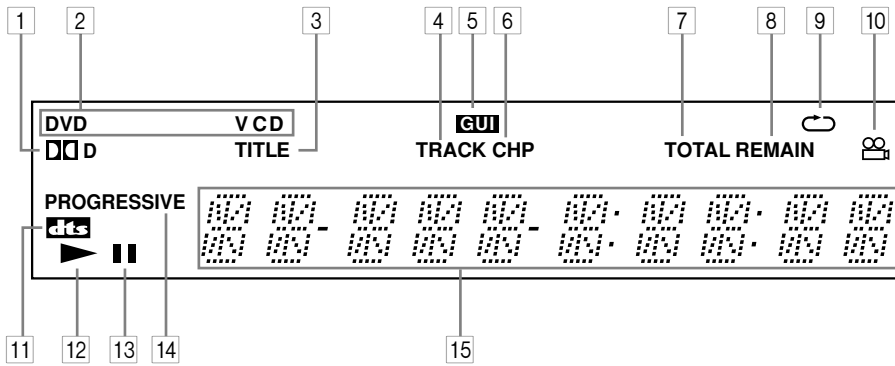 1 2 3 4 5 6 7 8 9 10
DVD VCD GUI
D TITLE TRACK CHP TOTAL REMAIN
PROGRESSIVE
dts
11 12 13 14 15